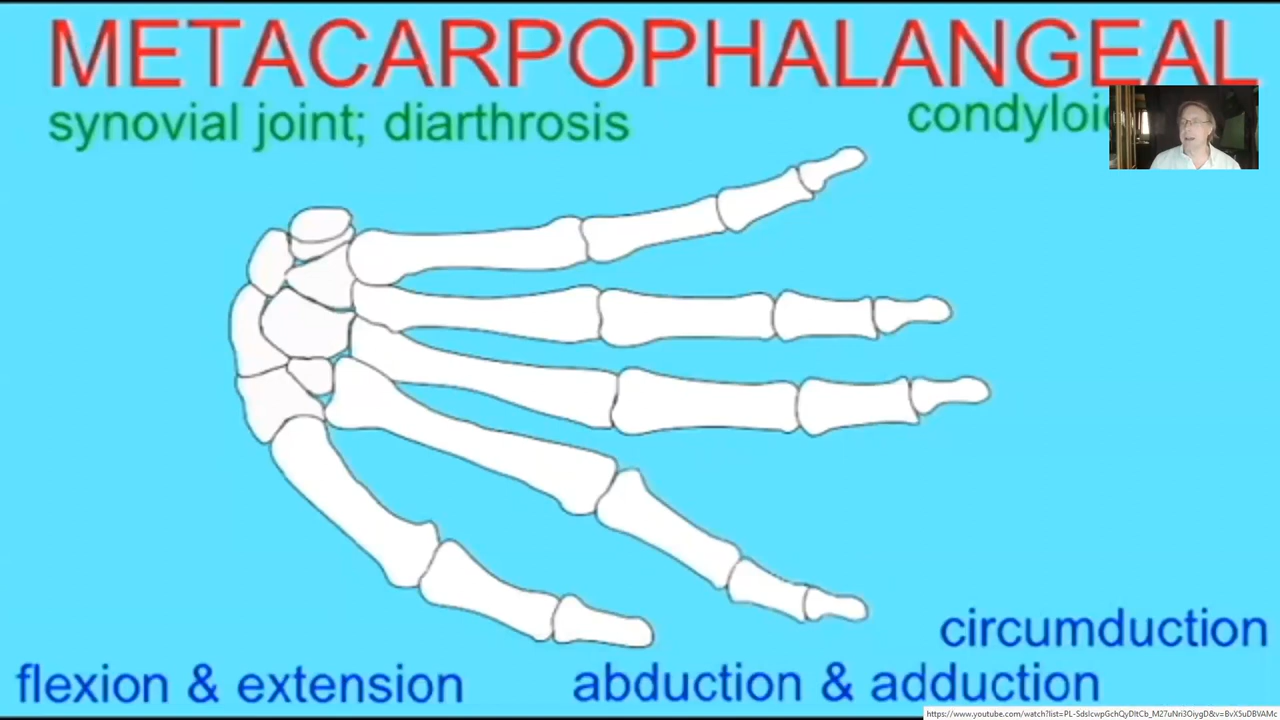 METACARPOPHALANGEAL
synovial joint; diarthrosis
circumduction
flexion & extension abduction & adduction